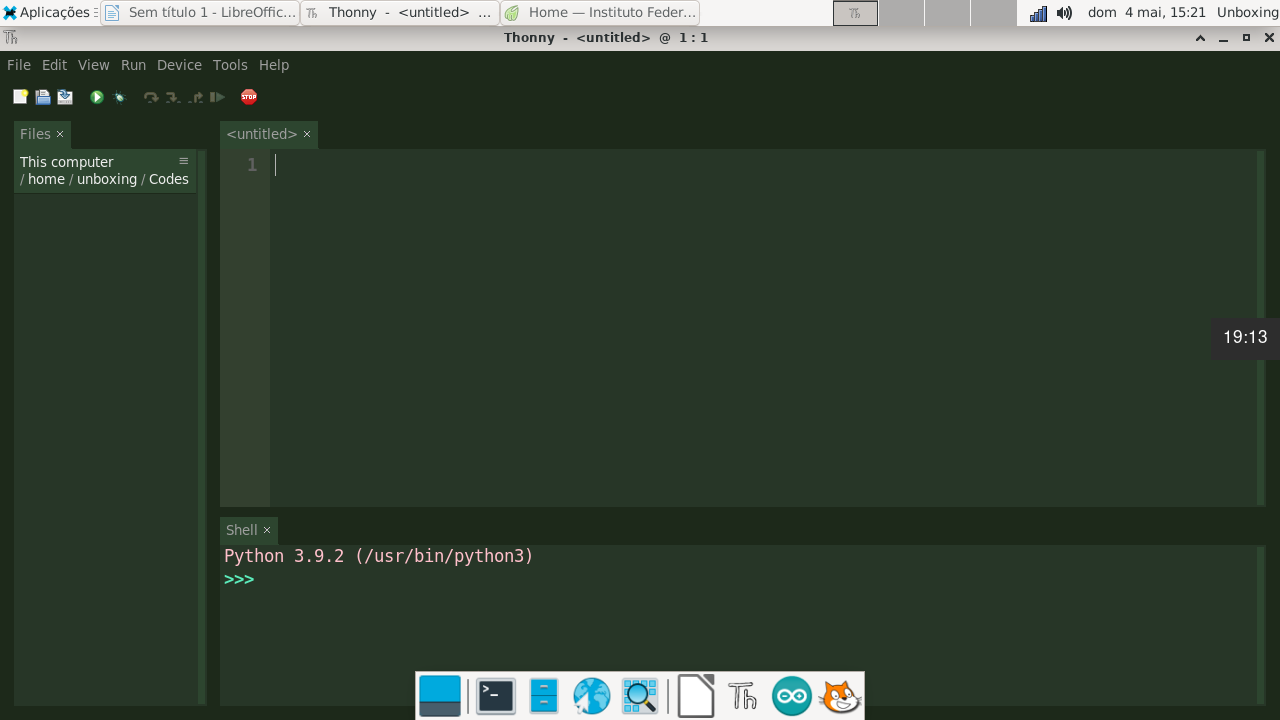 Aplicações
Sem título 1 - LibreOffic...
Thonny - <untitled> ...
Home — Instituto Feder...
Th
dom 4 mai, 15:21
Unboxing
Th
Thonny - <untitled> @ 1 : 1
File Edit View Run Device Tools Help
STOP
Files ×
<untitled> ×
This computer
/ home / unboxing / Codes
1
19:13
Shell ×
Python 3.9.2 (/usr/bin/python3)
>>>
>_
Th